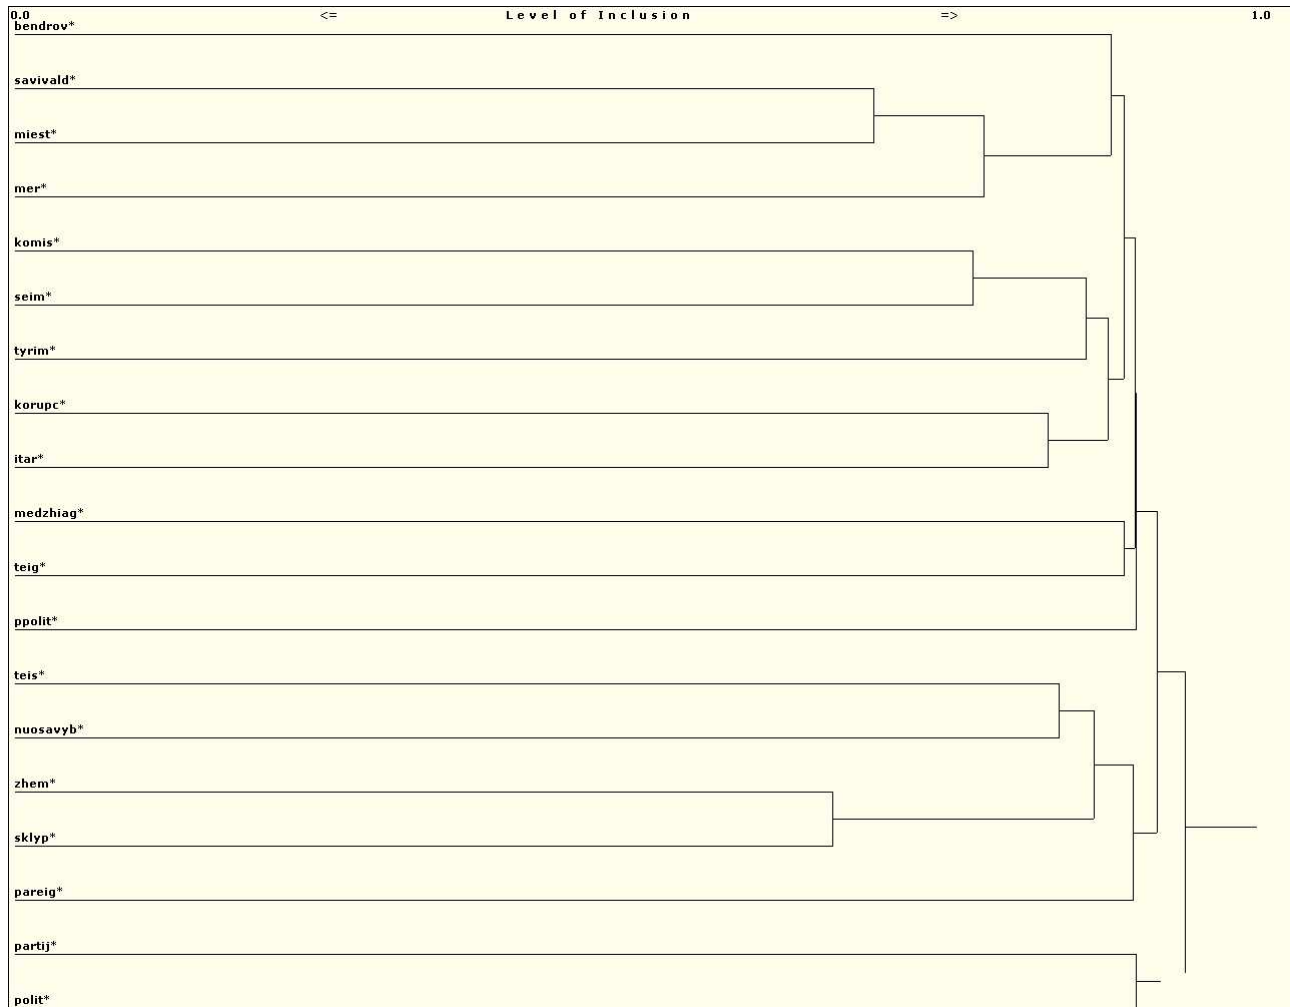 0.0 <= Level of Inclusion => 1.0
bendrov*
savivald*
miest*
mer*
komis*
seim*
tyrim*
korupc*
itar*
medzhiag*
teig*
ppolit*
teis*
nuosavyb*
zhem*
sklyp*
pareig*
partij*
polit*